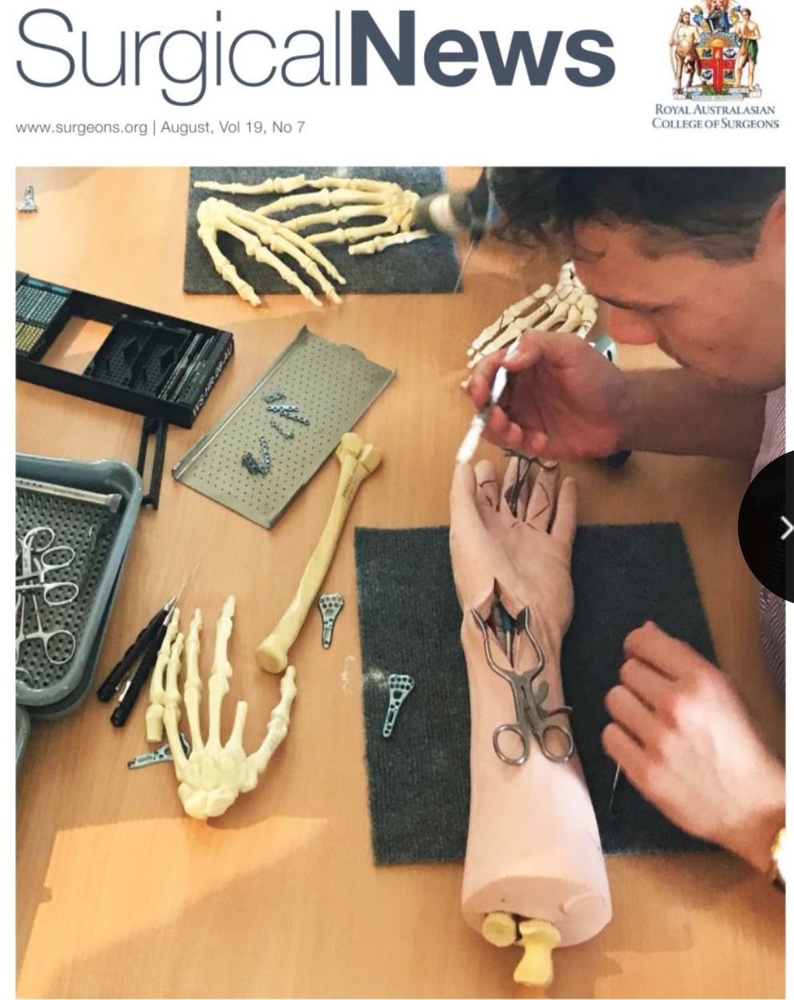 SurgicalNews
ROYAL AUSTRALASIAN
COLLEGE OF SURGEONS
www.surgeons.org | August, Vol 19, No 7